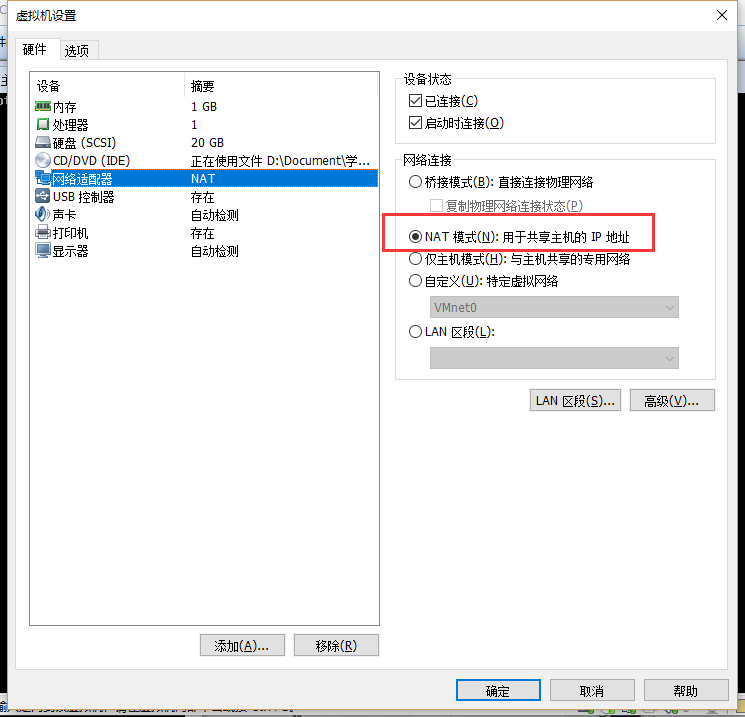 虚拟机设置
硬件 选项
设备 摘要
内存 1 GB
处理器 1
硬盘 (SCSI) 20 GB
CD/DVD (IDE) 正在使用文件 D:\Document\学...
网络适配器 NAT
USB 控制器 存在
声卡 自动检测
打印机 存在
显示器 自动检测
添加(A)... 移除(R)
设备状态
已连接(C)
启动时连接(O)
网络连接
桥接模式(B): 直接连接物理网络
复制物理网络连接状态(P)
NAT 模式(N): 用于共享主机的 IP 地址
仅主机模式(H): 与主机共享的专用网络
自定义(U): 特定虚拟网络
VMnet0
LAN 区段(L):
LAN 区段(S)... 高级(V)...
确定 取消 帮助